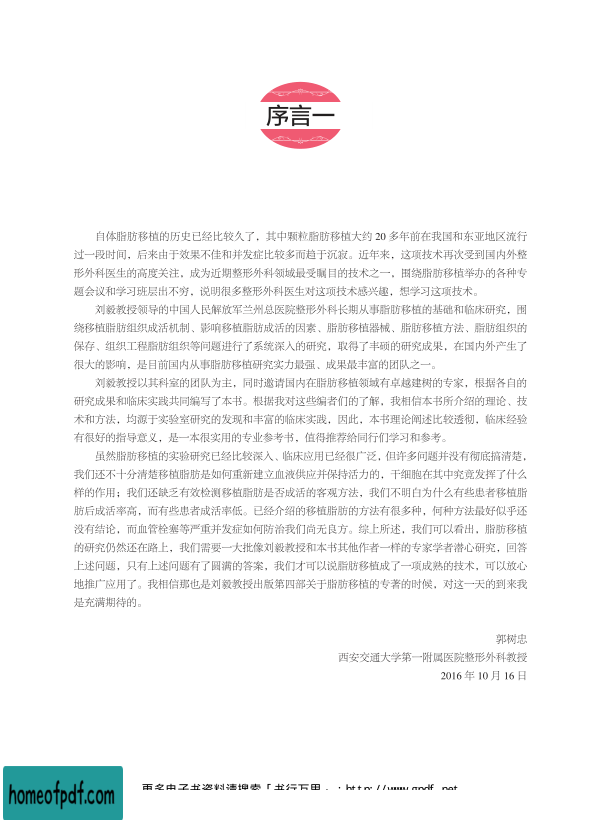 序言一
自体脂肪移植的历史已经比较久了，其中颗粒脂肪移植大约 20 多年前在我国和东亚地区流行
过一段时间，后来由于效果不佳和并发症比较多而趋于沉寂。近年来，这项技术再次受到国内外整
形外科医生的高度关注，成为近期整形外科领域最受瞩目的技术之一，围绕脂肪移植举办的各种专
题会议和学习班层出不穷，说明很多整形外科医生对这项技术感兴趣，想学习这项技术。
刘毅教授领导的中国人民解放军兰州总医院整形外科长期从事脂肪移植的基础和临床研究，围
绕移植脂肪组织成活机制、影响移植脂肪成活的因素、脂肪移植器械、脂肪移植方法、脂肪组织的
保存、组织工程脂肪组织等问题进行了系统深入的研究，取得了丰硕的研究成果，在国内外产生了
很大的影响，是目前国内从事脂肪移植研究实力最强、成果最丰富的团队之一。
刘毅教授以其科室的团队为主，同时邀请国内在脂肪移植领域有卓越建树的专家，根据各自的
研究成果和临床实践共同编写了本书。根据我对这些编者们的了解，我相信本书所介绍的理论、技
术和方法，均源于实验室研究的发现和丰富的临床实践，因此，本书理论阐述比较透彻，临床经验
有很好的指导意义，是一本很实用的专业参考书，值得推荐给同行们学习和参考。
虽然脂肪移植的实验研究已经比较深入、临床应用已经很广泛，但许多问题并没有彻底搞清楚，
我们还不十分清楚移植脂肪是如何重新建立血液供应并保持活力的，干细胞在其中究竟发挥了什么
样的作用；我们还缺乏有效检测移植脂肪是否成活的客观方法，我们不明白为什么有些患者移植脂
肪后成活率高，而有些患者成活率低。已经介绍的移植脂肪的方法有很多种，何种方法最好似乎还
没有结论，而血管栓塞等严重并发症如何防治我们尚无良方。综上所述，我们可以看出，脂肪移植
的研究仍然还在路上，我们需要一大批像刘毅教授和本书其他作者一样的专家学者潜心研究，回答
上述问题，只有上述问题有了圆满的答案，我们才可以说脂肪移植成了一项成熟的技术，可以放心
地推广应用了。我相信那也是刘毅教授出版第四部关于脂肪移植的专著的时候，对这一天的到来我
是充满期待的。
郭树忠
西安交通大学第一附属医院整形外科教授
2016 年 10 月 16 日
更多电子书资料请搜索「书行万里」：http://www.gpdf.net
homeofpdf.com